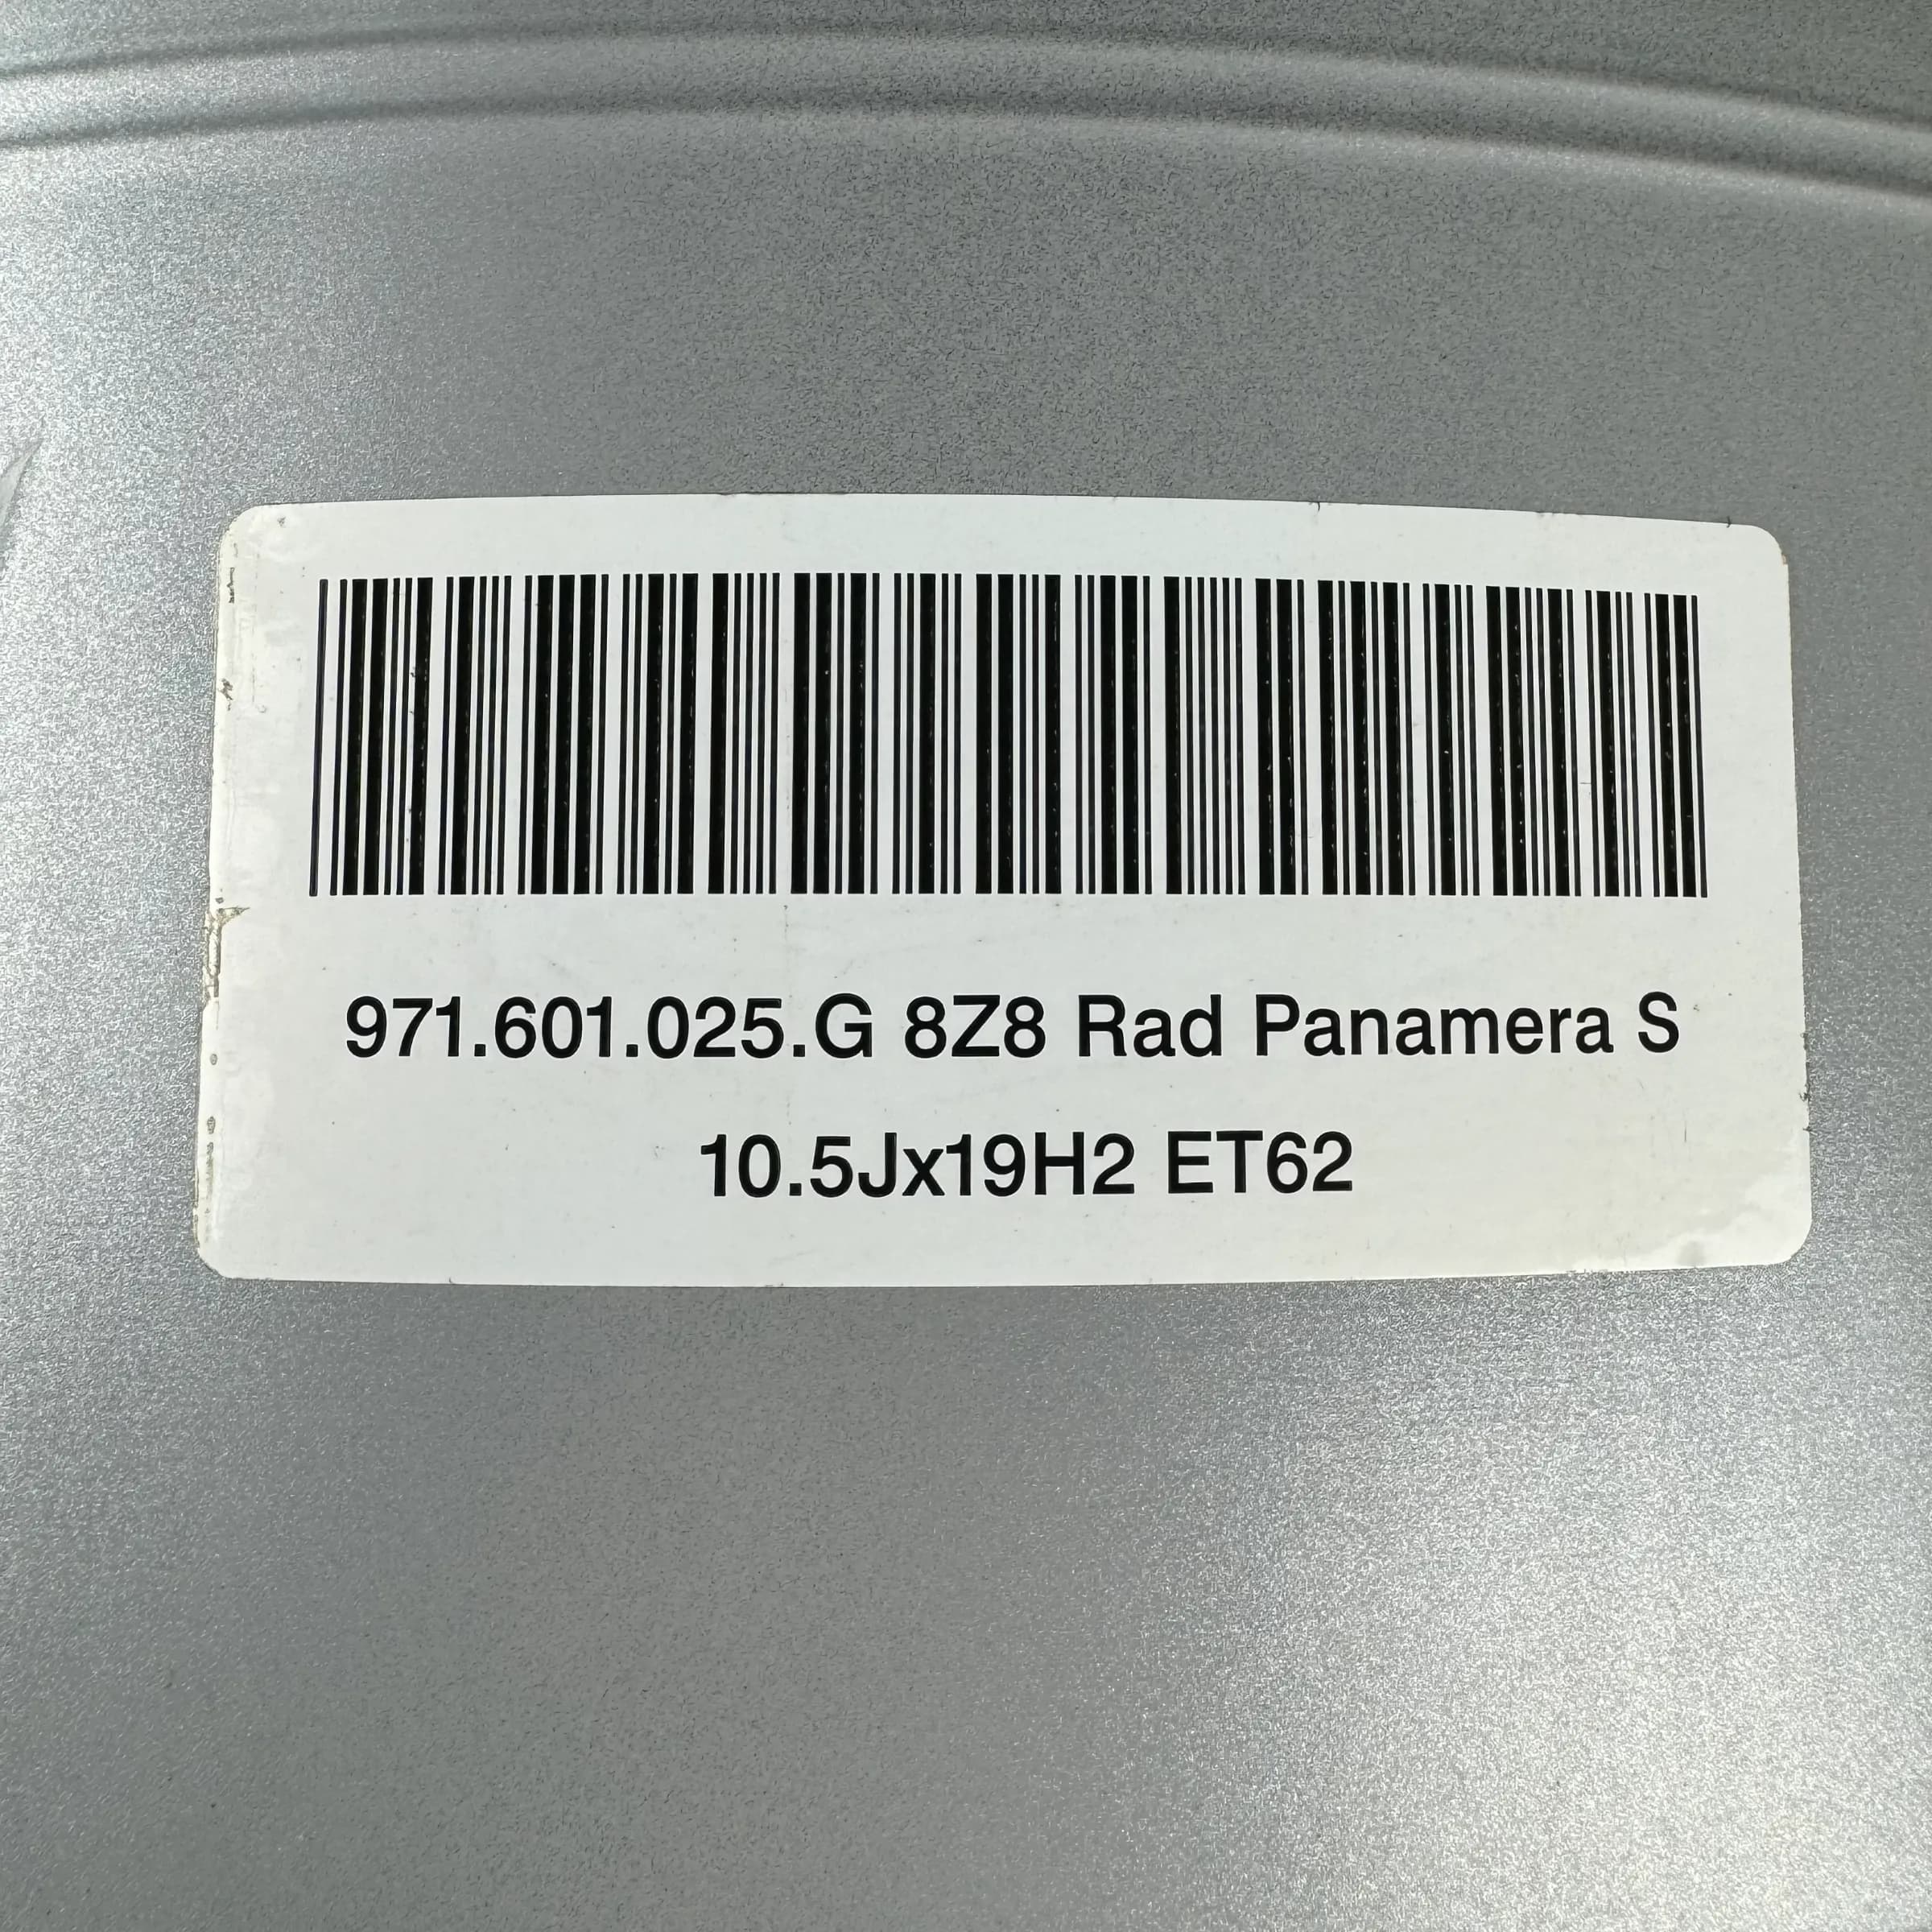 971.601.025.G 8Z8 Rad Panamera S
10.5Jx19H2 ET62